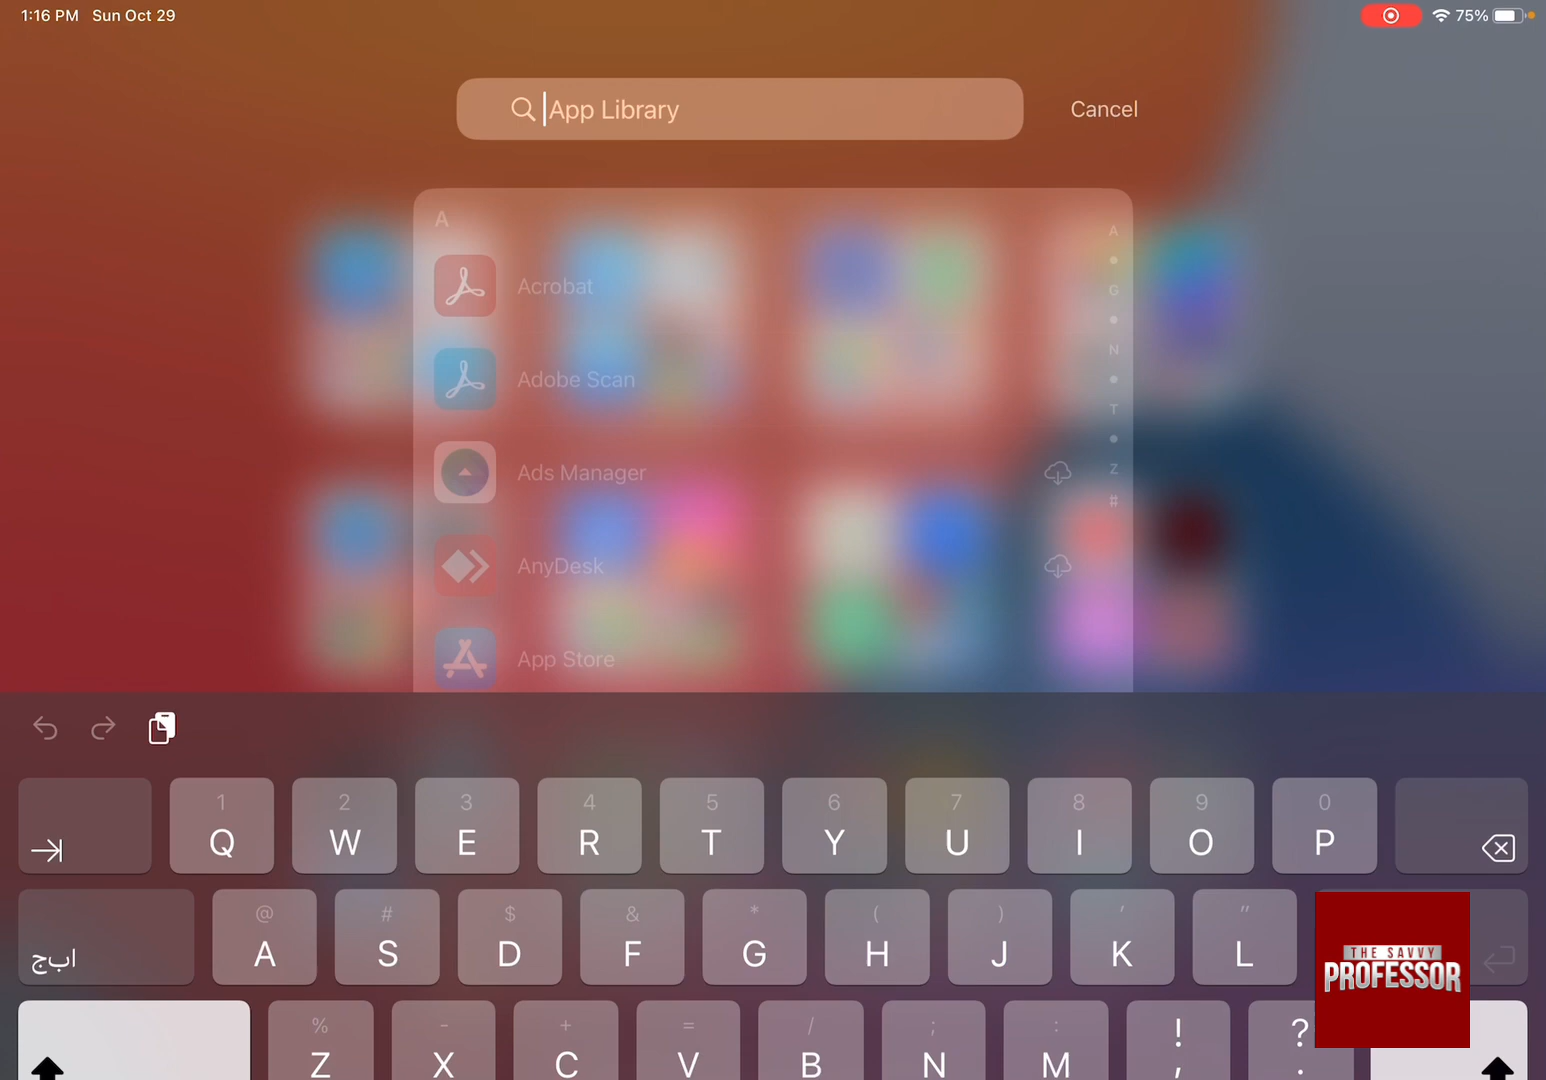 1:16 PM Sun Oct 29
75%
App Library
Cancel
A
Acrobat
Adobe Scan
Ads Manager
AnyDesk
App Store
A
G
N
T
Z
#
1 2 3 4 5 6 7 8 9 0
Q W E R T Y U I O P
@ # $ & * ( ) ' "
ابج A S D F G H J K L
% - + = / ; : ! ?
Z X C V B N M , .
THE SAVVY
PROFESSOR